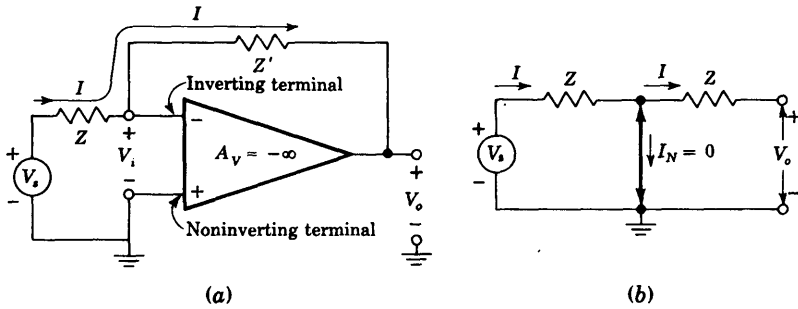 I
I
Z'
Inverting terminal
Z
+
V_i
−
−
A_V = −∞
+
+
V_s
−
+
V_o
−
Noninverting terminal
(a)
I
Z
I
Z
+
V_s
−
I_N = 0
+
V_o
−
(b)